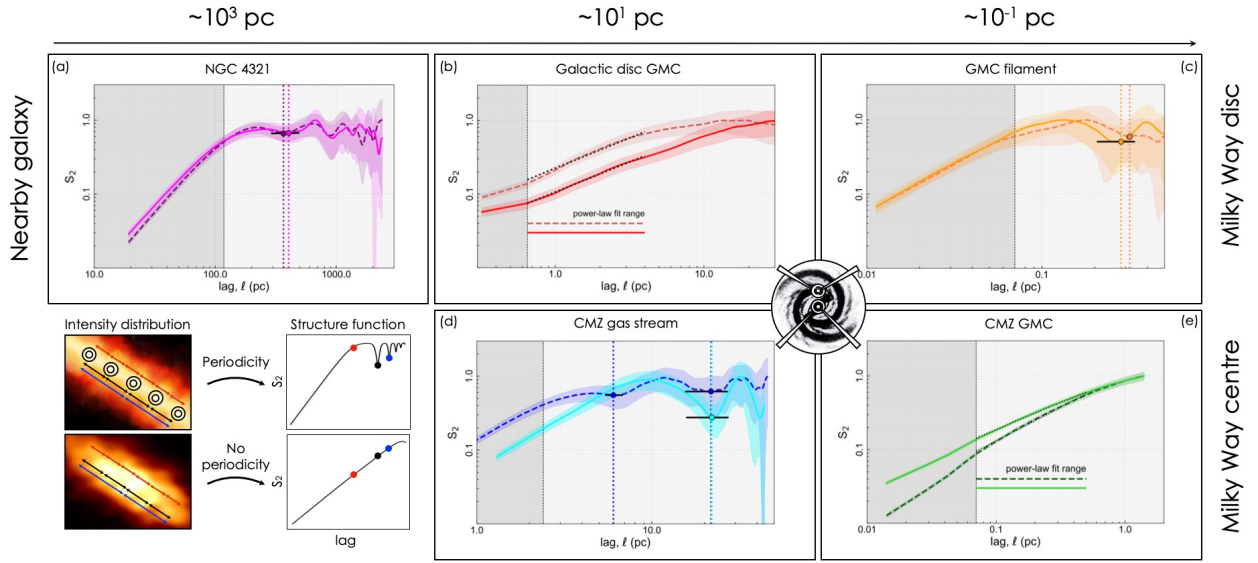 ~10³ pc
~10¹ pc
~10⁻¹ pc
Nearby galaxy
(a)
NGC 4321
S₂
1.0
0.1
10.0
100.0
1000.0
lag, ℓ (pc)
(b)
Galactic disc GMC
S₂
1.0
0.1
power-law fit range
1.0
10.0
lag, ℓ (pc)
GMC filament
(c)
S₂
1.0
0.1
0.01
0.1
lag, ℓ (pc)
Milky Way disc
Intensity distribution
Structure function
Periodicity
S₂
No
periodicity
S₂
lag
(d)
CMZ gas stream
S₂
1.0
0.1
1.0
10.0
lag, ℓ (pc)
CMZ GMC
(e)
S₂
1.0
0.1
power-law fit range
0.01
0.1
1.0
lag, ℓ (pc)
Milky Way centre